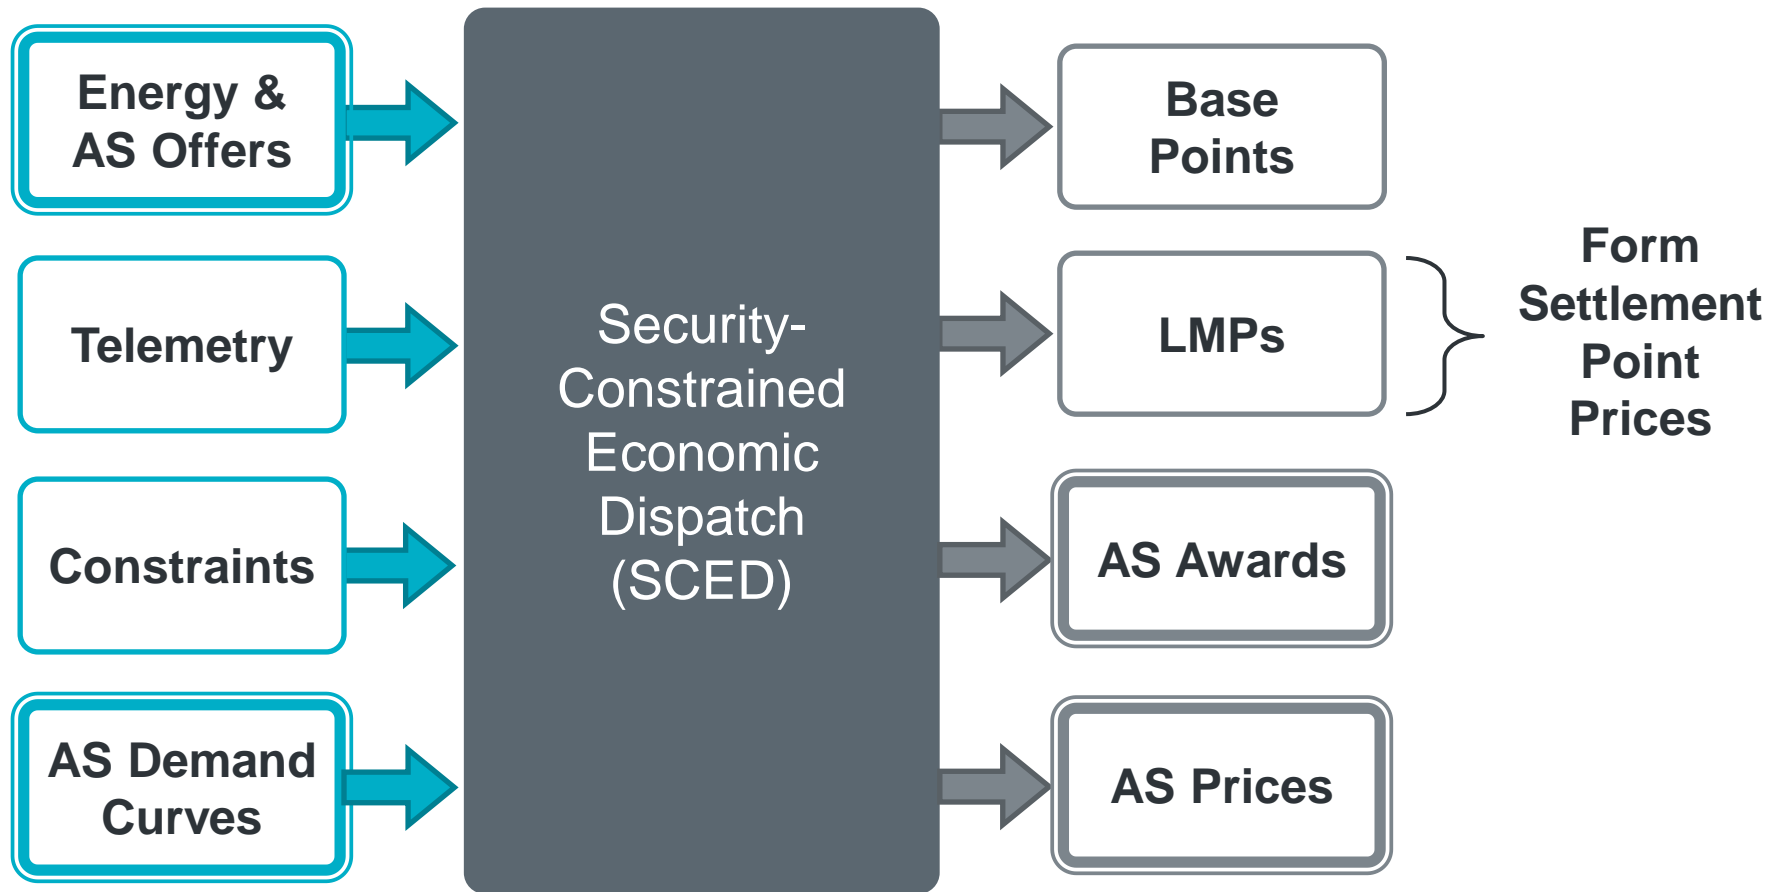 Energy &
AS Offers
Telemetry
Constraints
AS Demand
Curves
Security-
Constrained
Economic
Dispatch
(SCED)
Base
Points
LMPs
AS Awards
AS Prices
Form
Settlement
Point
Prices